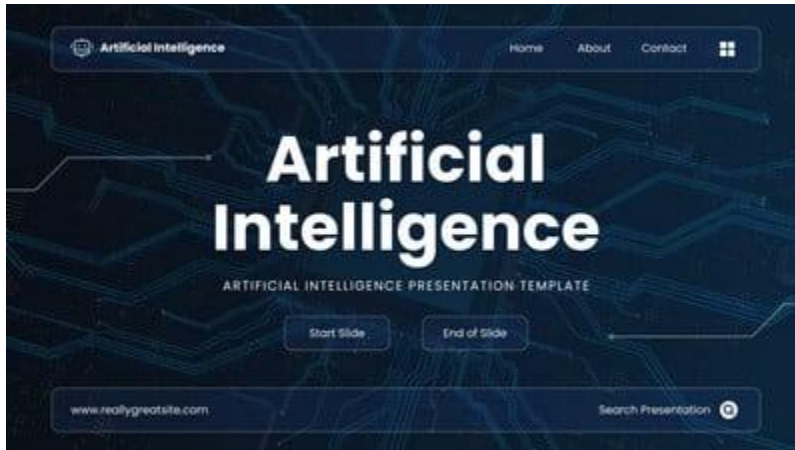 Artificial Intelligence
Home About Contact
Artificial
Intelligence
ARTIFICIAL INTELLIGENCE PRESENTATION TEMPLATE
Start Slide
End of Slide
www.reallygreatsite.com
Search Presentation